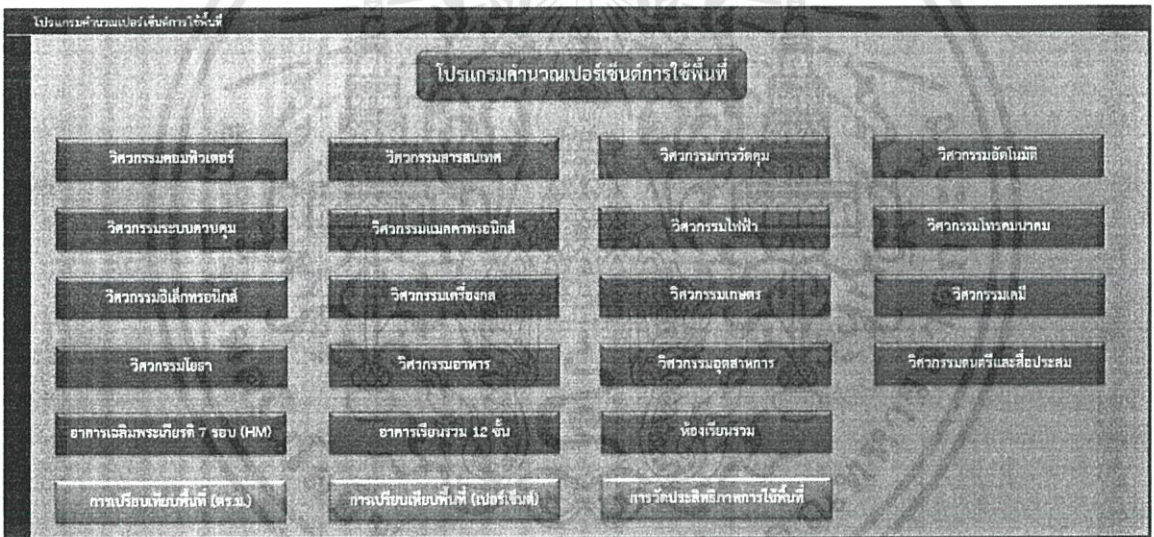 โปรแกรมคำนวณเปอร์เซ็นต์การใช้พื้นที่
โปรแกรมคำนวณเปอร์เซ็นต์การใช้พื้นที่
วิศวกรรมคอมพิวเตอร์ วิศวกรรมสารสนเทศ วิศวกรรมการวัดคุม วิศวกรรมอัตโนมัติ
วิศวกรรมระบบควบคุม วิศวกรรมแมคคาทรอนิกส์ วิศวกรรมไฟฟ้า วิศวกรรมโทรคมนาคม
วิศวกรรมอิเล็กทรอนิกส์ วิศวกรรมเครื่องกล วิศวกรรมเกษตร วิศวกรรมเคมี
วิศวกรรมโยธา วิศวกรรมอาหาร วิศวกรรมอุตสาหการ วิศวกรรมดนตรีและสื่อประสม
อาคารเฉลิมพระเกียรติ 7 รอบ (HM) อาคารเรียนรวม 12 ชั้น ห้องเรียนรวม
การเปรียบเทียบพื้นที่ (ตร.ม.) การเปรียบเทียบพื้นที่ (เปอร์เซ็นต์) การวัดประสิทธิภาพการใช้พื้นที่